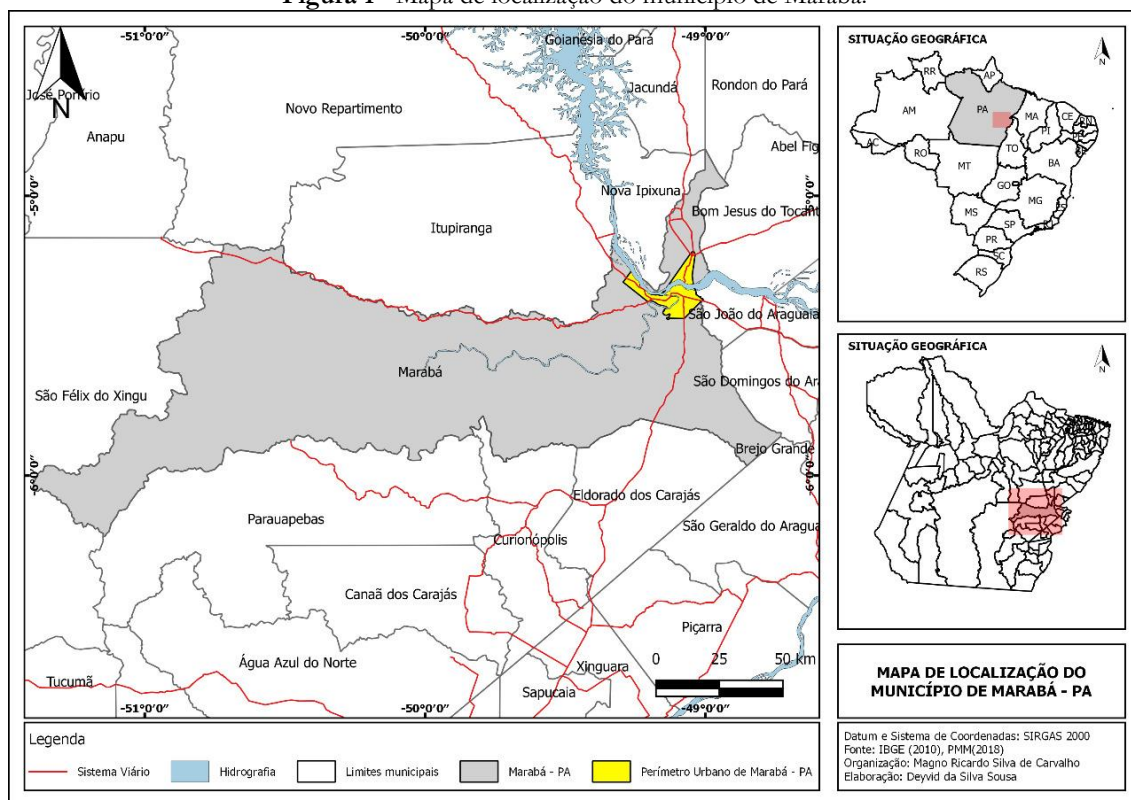 Figura 1 - Mapa de localização do município de Marabá.
-51°0'0"
-50°0'0"
-49°0'0"
Goianésia do Pará
José Porfírio
Novo Repartimento
Jacundá
Rondon do Pará
N
Anapu
Abel Fig
-5°0'0"
-5°0'0"
Nova Ipixuna
Bom Jesus do Tocant
Itupiranga
São João do Araguaia
Marabá
São Félix do Xingu
São Domingos do Ar
Brejo Grande
-6°0'0"
-6°0'0"
Eldorado dos Carajás
Parauapebas
São Geraldo do Aragua
Curionópolis
Canaã dos Carajás
Piçarra
Água Azul do Norte
0 25 50 km
Xinguara
Tucumã
Sapucaia
-51°0'0"
-50°0'0"
-49°0'0"
Legenda
Sistema Viário
Hidrografia
Limites municipais
Marabá - PA
Perímetro Urbano de Marabá - PA
SITUAÇÃO GEOGRÁFICA
N
RR
AP
AM
PA
MA
CE
RN
PI
AC
RO
TO
MT
BA
GO
MG
MS
SP
PR
SC
RS
SITUAÇÃO GEOGRÁFICA
N
MAPA DE LOCALIZAÇÃO DO
MUNICÍPIO DE MARABÁ - PA
Datum e Sistema de Coordenadas: SIRGAS 2000
Fonte: IBGE (2010), PMM(2018)
Organização: Magno Ricardo Silva de Carvalho
Elaboração: Deyvid da Silva Sousa